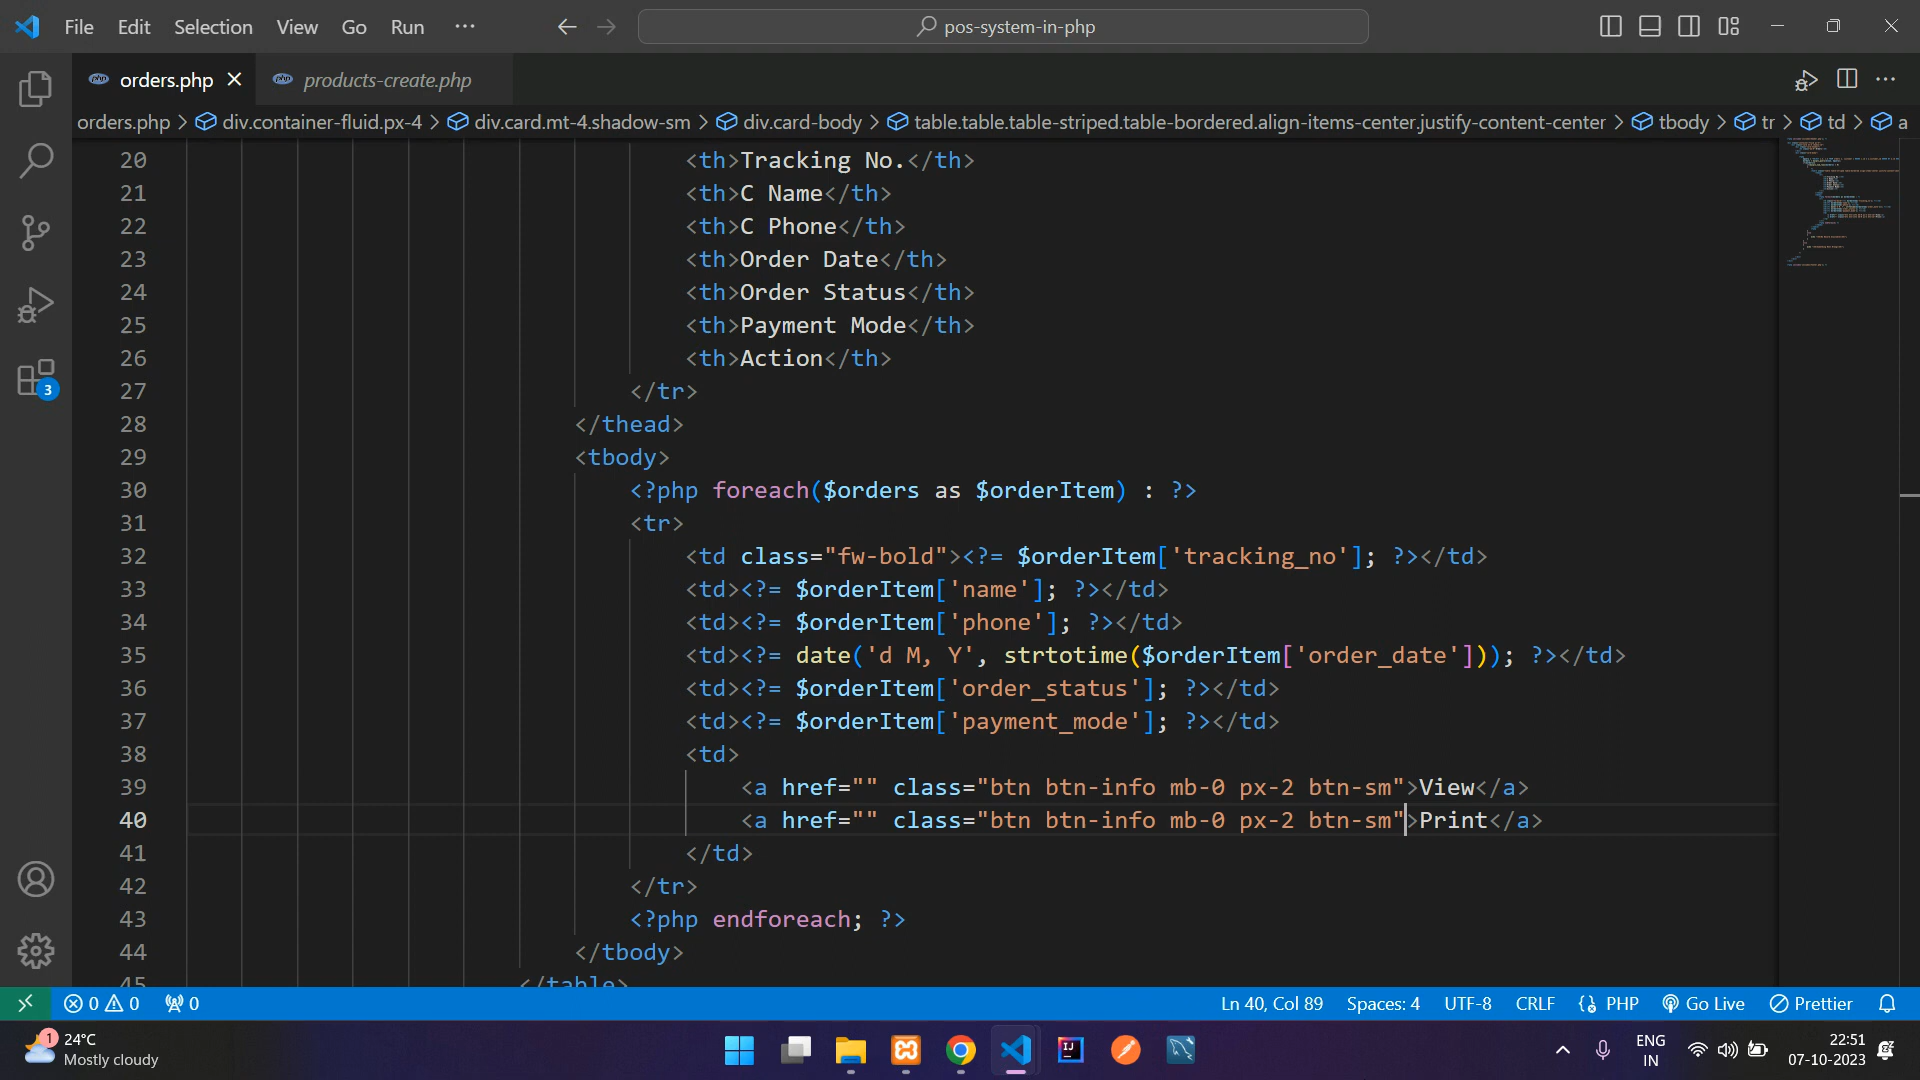 File Edit Selection View Go Run ··· pos-system-in-php
orders.php products-create.php
orders.php > div.container-fluid.px-4 > div.card.mt-4.shadow-sm > div.card-body > table.table.table-striped.table-bordered.align-items-center.justify-content-center > tbody > tr > td > a
20 <th>Tracking No.</th>
21 <th>C Name</th>
22 <th>C Phone</th>
23 <th>Order Date</th>
24 <th>Order Status</th>
25 <th>Payment Mode</th>
26 <th>Action</th>
27 </tr>
28 </thead>
29 <tbody>
30 <?php foreach($orders as $orderItem) : ?>
31 <tr>
32 <td class="fw-bold"><?= $orderItem['tracking_no']; ?></td>
33 <td><?= $orderItem['name']; ?></td>
34 <td><?= $orderItem['phone']; ?></td>
35 <td><?= date('d M, Y', strtotime($orderItem['order_date'])); ?></td>
36 <td><?= $orderItem['order_status']; ?></td>
37 <td><?= $orderItem['payment_mode']; ?></td>
38 <td>
39 <a href="" class="btn btn-info mb-0 px-2 btn-sm">View</a>
40 <a href="" class="btn btn-info mb-0 px-2 btn-sm">Print</a>
41 </td>
42 </tr>
43 <?php endforeach; ?>
44 </tbody>
45 </table>
3
0 0 0 Ln 40, Col 89 Spaces: 4 UTF-8 CRLF PHP Go Live Prettier
1 24°C
Mostly cloudy
ENG
IN
22:51
07-10-2023